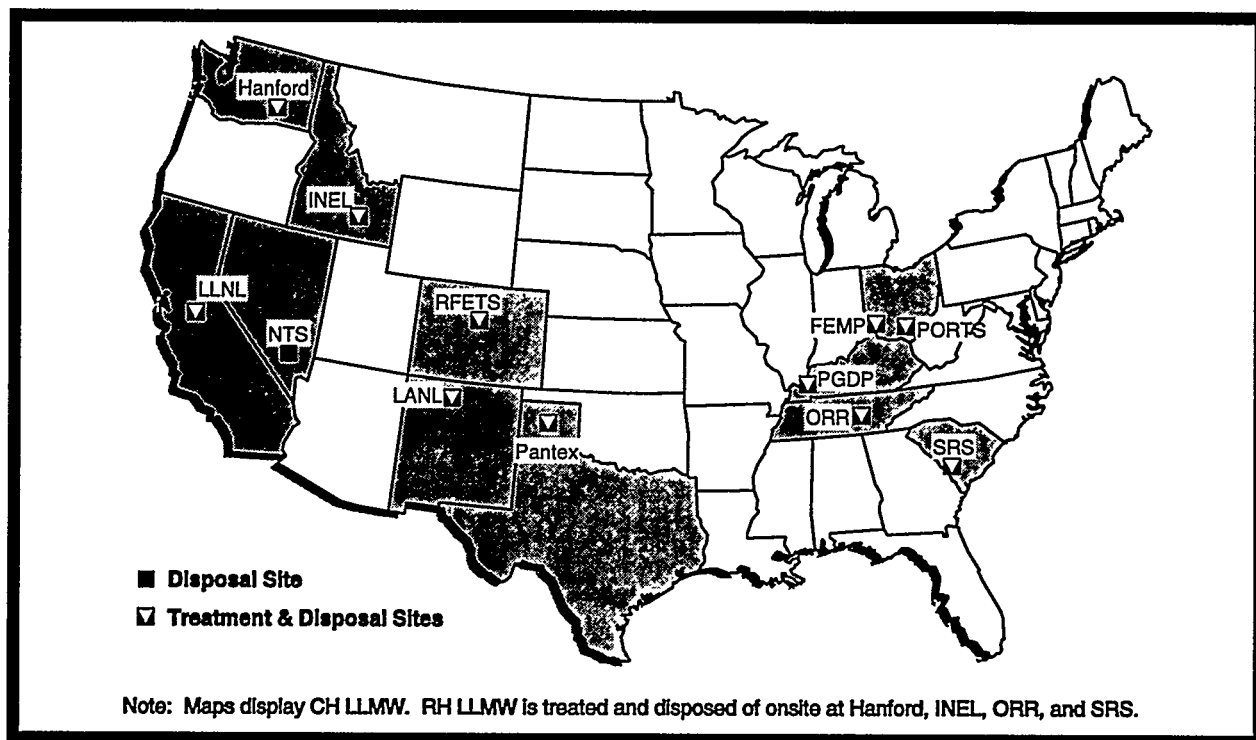 Hanford
INEL
LLNL
NTS
RFETS
LANL
Pantex
FEMP
PORTS
PGDP
ORR
SRS
Disposal Site
Treatment & Disposal Sites
Note: Maps display CH LLMW. RH LLMW is treated and disposed of onsite at Hanford, INEL, ORR, and SRS.